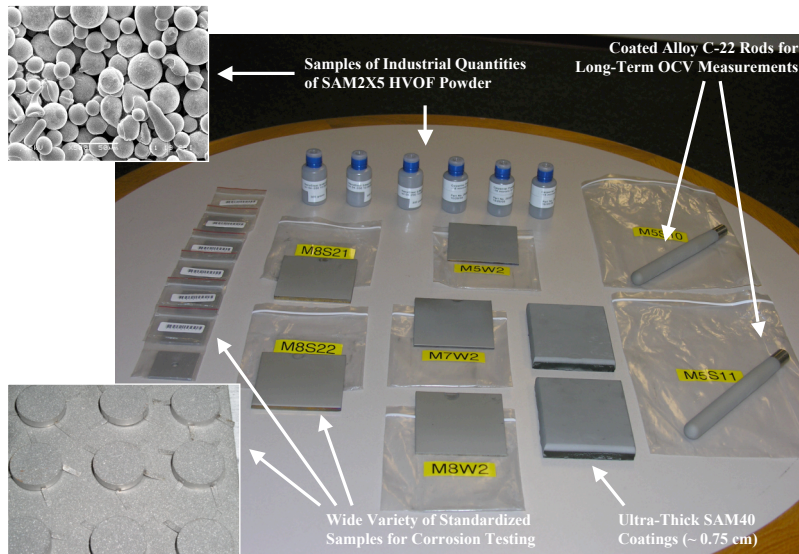 Samples of Industrial Quantities
of SAM2X5 HVOF Powder
Coated Alloy C-22 Rods for
Long-Term OCV Measurements
M8S21
M5W2
M5S10
M8S22
M7W2
M5S11
M8W2
Wide Variety of Standardized
Samples for Corrosion Testing
Ultra-Thick SAM40
Coatings (~ 0.75 cm)